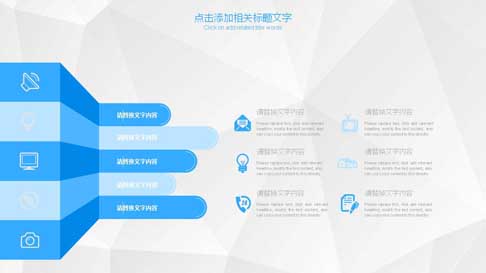 点击添加相关标题文字
Click on add related title words
请替换文字内容
请替换文字内容
请替换文字内容
请替换文字内容
请替换文字内容
请替换文字内容
Please replace text, click add relevant
headline, modify the text content, also
can copy your content to this directly.
请替换文字内容
Please replace text, click add relevant
headline, modify the text content, also
can copy your content to this directly.
请替换文字内容
Please replace text, click add relevant
headline, modify the text content, also
can copy your content to this directly.
请替换文字内容
Please replace text, click add relevant
headline, modify the text content, also
can copy your content to this directly.
24
请替换文字内容
Please replace text, click add relevant
headline, modify the text content, also
can copy your content to this directly.
请替换文字内容
Please replace text, click add relevant
headline, modify the text content, also
can copy your content to this directly.